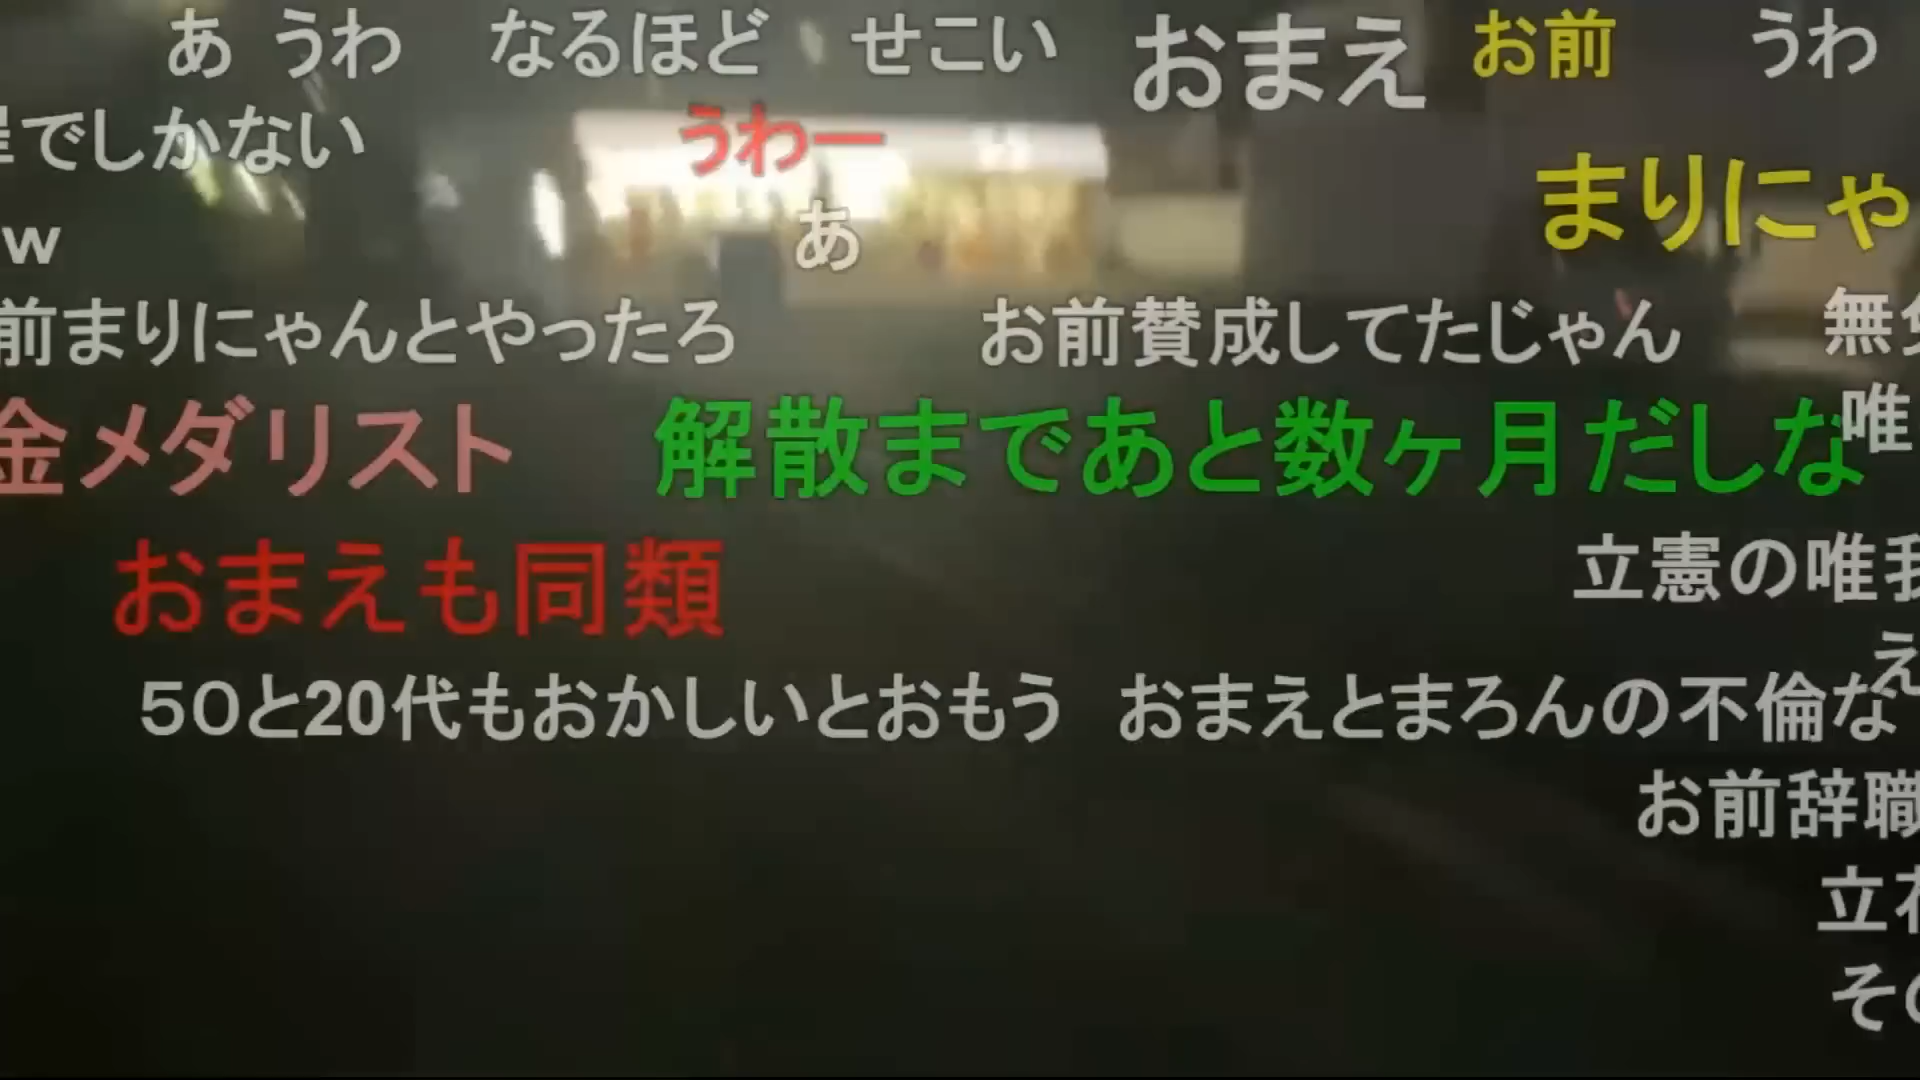 あ うわ なるほど せこい おまえ お前 うわ
でしかない うわー
まりにゃ
w あ
前まりにゃんとやったろ お前賛成してたじゃん 無
金メダリスト 解散まであと数ヶ月だしな 唯
おまえも同類 立憲の唯我
え
５０と20代もおかしいとおもう おまえとまろんの不倫な
お前辞職
立
その